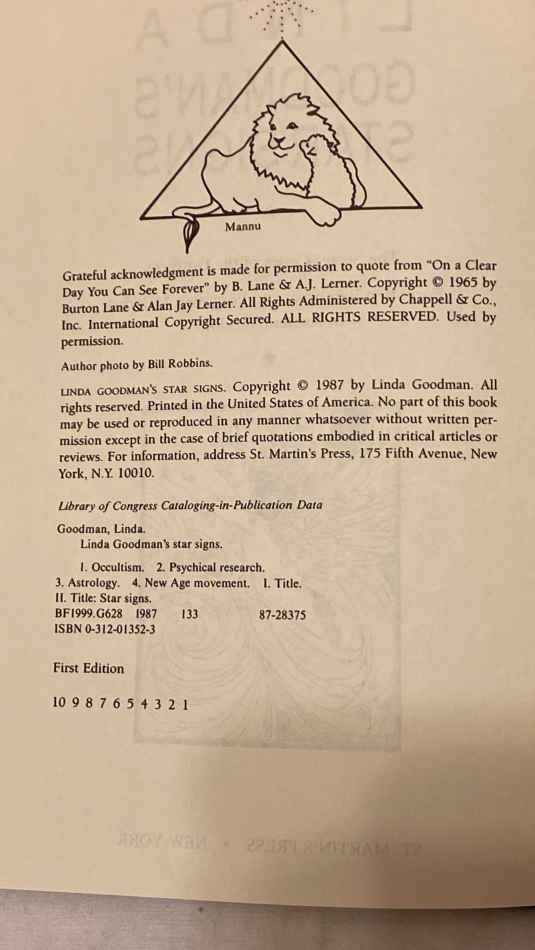 Mannu
Grateful acknowledgment is made for permission to quote from “On a Clear
Day You Can See Forever” by B. Lane & A.J. Lerner. Copyright © 1965 by
Burton Lane & Alan Jay Lerner. All Rights Administered by Chappell & Co.,
Inc. International Copyright Secured. ALL RIGHTS RESERVED. Used by
permission.
Author photo by Bill Robbins.
LINDA GOODMAN'S STAR SIGNS. Copyright © 1987 by Linda Goodman. All
rights reserved. Printed in the United States of America. No part of this book
may be used or reproduced in any manner whatsoever without written per-
mission except in the case of brief quotations embodied in critical articles or
reviews. For information, address St. Martin's Press, 175 Fifth Avenue, New
York, N.Y. 10010.
Library of Congress Cataloging-in-Publication Data
Goodman, Linda.
Linda Goodman's star signs.
1. Occultism. 2. Psychical research.
3. Astrology. 4. New Age movement. I. Title.
II. Title: Star signs.
BF1999.G628 1987 133 87-28375
ISBN 0-312-01352-3
First Edition
10 9 8 7 6 5 4 3 2 1